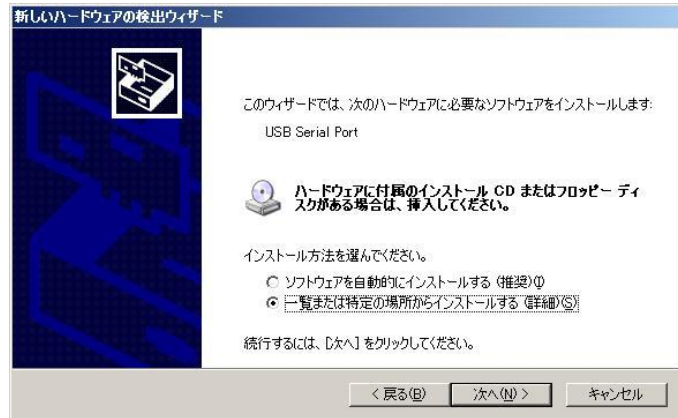 新しいハードウェアの検出ウィザード
このウィザードでは、次のハードウェアに必要なソフトウェアをインストールします:
USB Serial Port
ハードウェアに付属のインストール CD またはフロッピー ディ
スクがある場合は、挿入してください。
インストール方法を選んでください。
ソフトウェアを自動的にインストールする (推奨)(I)
一覧または特定の場所からインストールする (詳細)(S)
続行するには、[次へ] をクリックしてください。
< 戻る(B) 次へ(N) > キャンセル